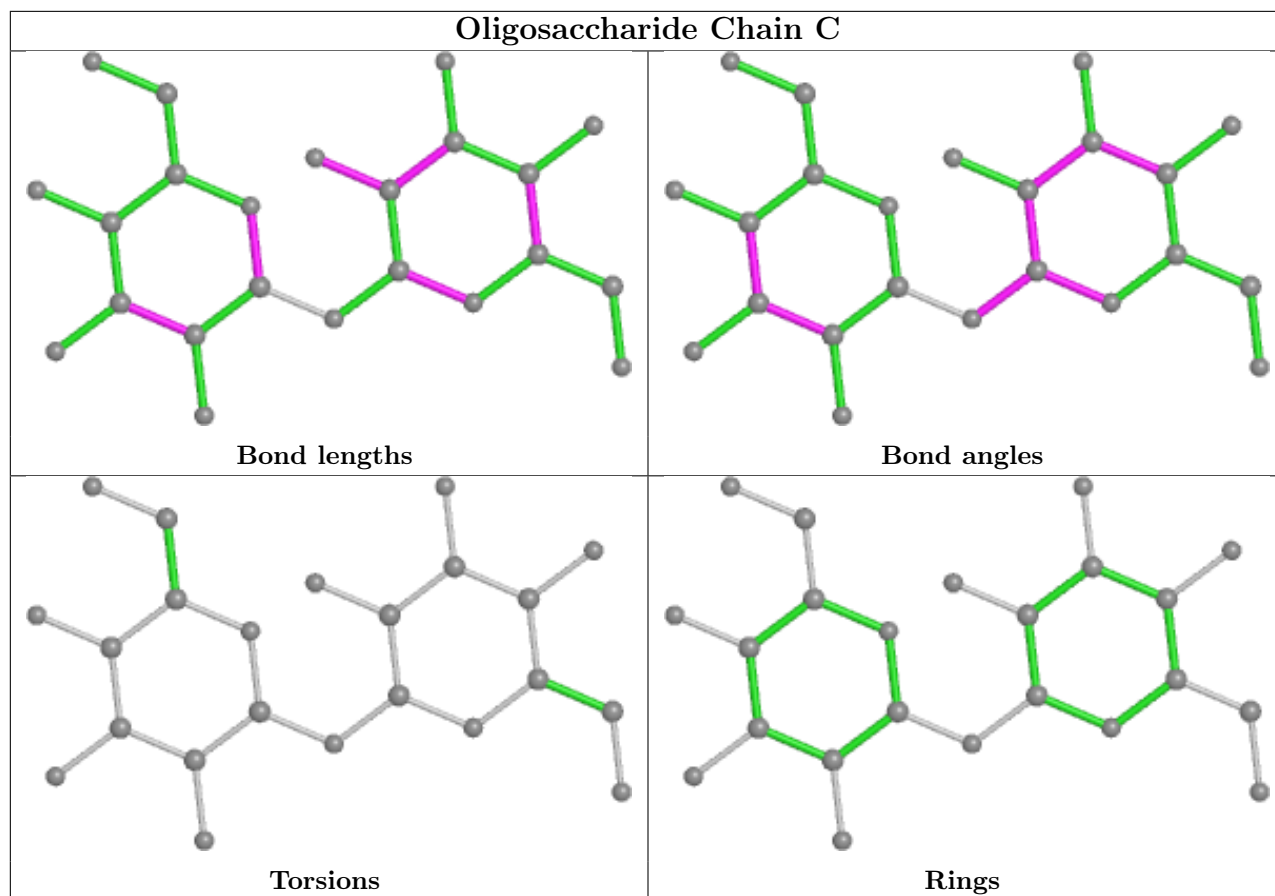 Oligosaccharide Chain C
Bond lengths
Bond angles
Torsions
Rings